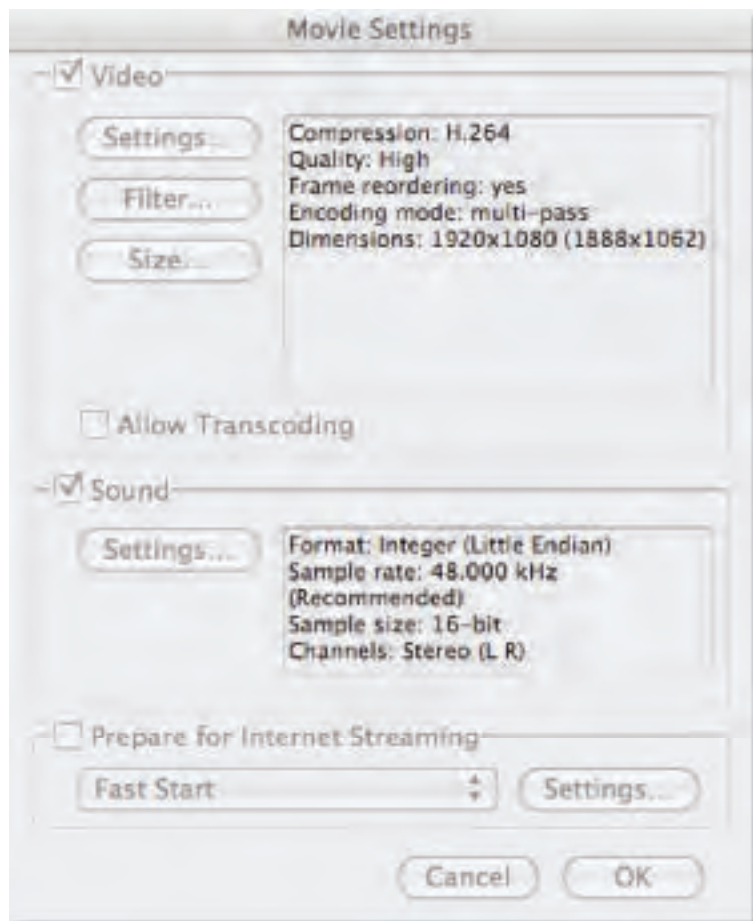 Movie Settings
Video
Settings...
Compression: H.264
Quality: High
Frame reordering: yes
Encoding mode: multi-pass
Dimensions: 1920x1080 (1888x1062)
Filter...
Size...
Allow Transcoding
Sound
Settings...
Format: Integer (Little Endian)
Sample rate: 48.000 kHz
(Recommended)
Sample size: 16-bit
Channels: Stereo (L R)
Prepare for Internet Streaming
Fast Start
Settings...
Cancel
OK